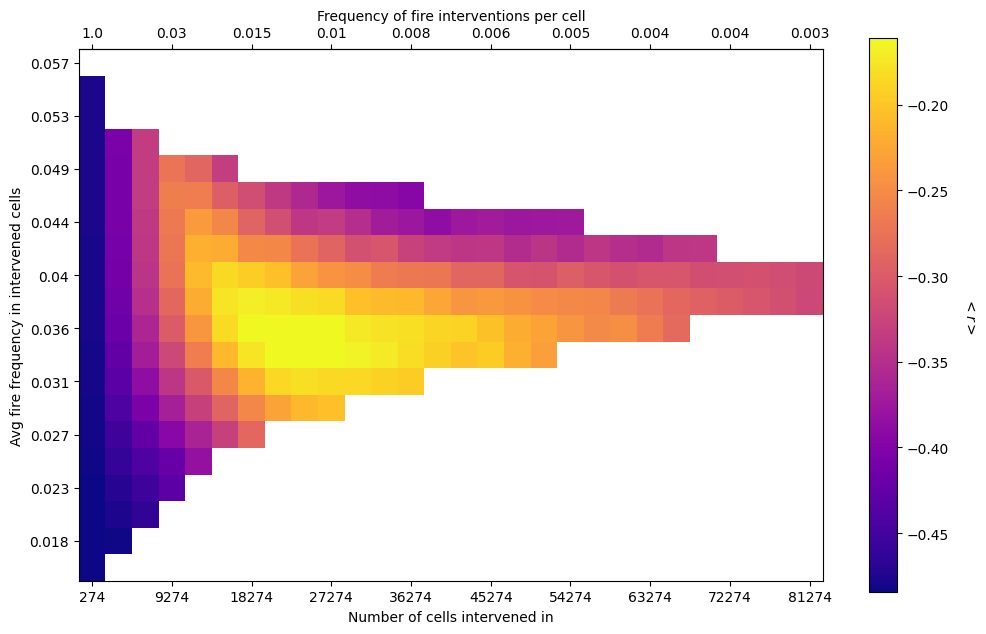 Frequency of fire interventions per cell
1.0 0.03 0.015 0.01 0.008 0.006 0.005 0.004 0.004 0.003
0.057
0.053
0.049
0.044
0.04
0.036
0.031
0.027
0.023
0.018
Avg fire frequency in intervened cells
274 9274 18274 27274 36274 45274 54274 63274 72274 81274
Number of cells intervened in
−0.20
−0.25
−0.30
−0.35
−0.40
−0.45
< r >